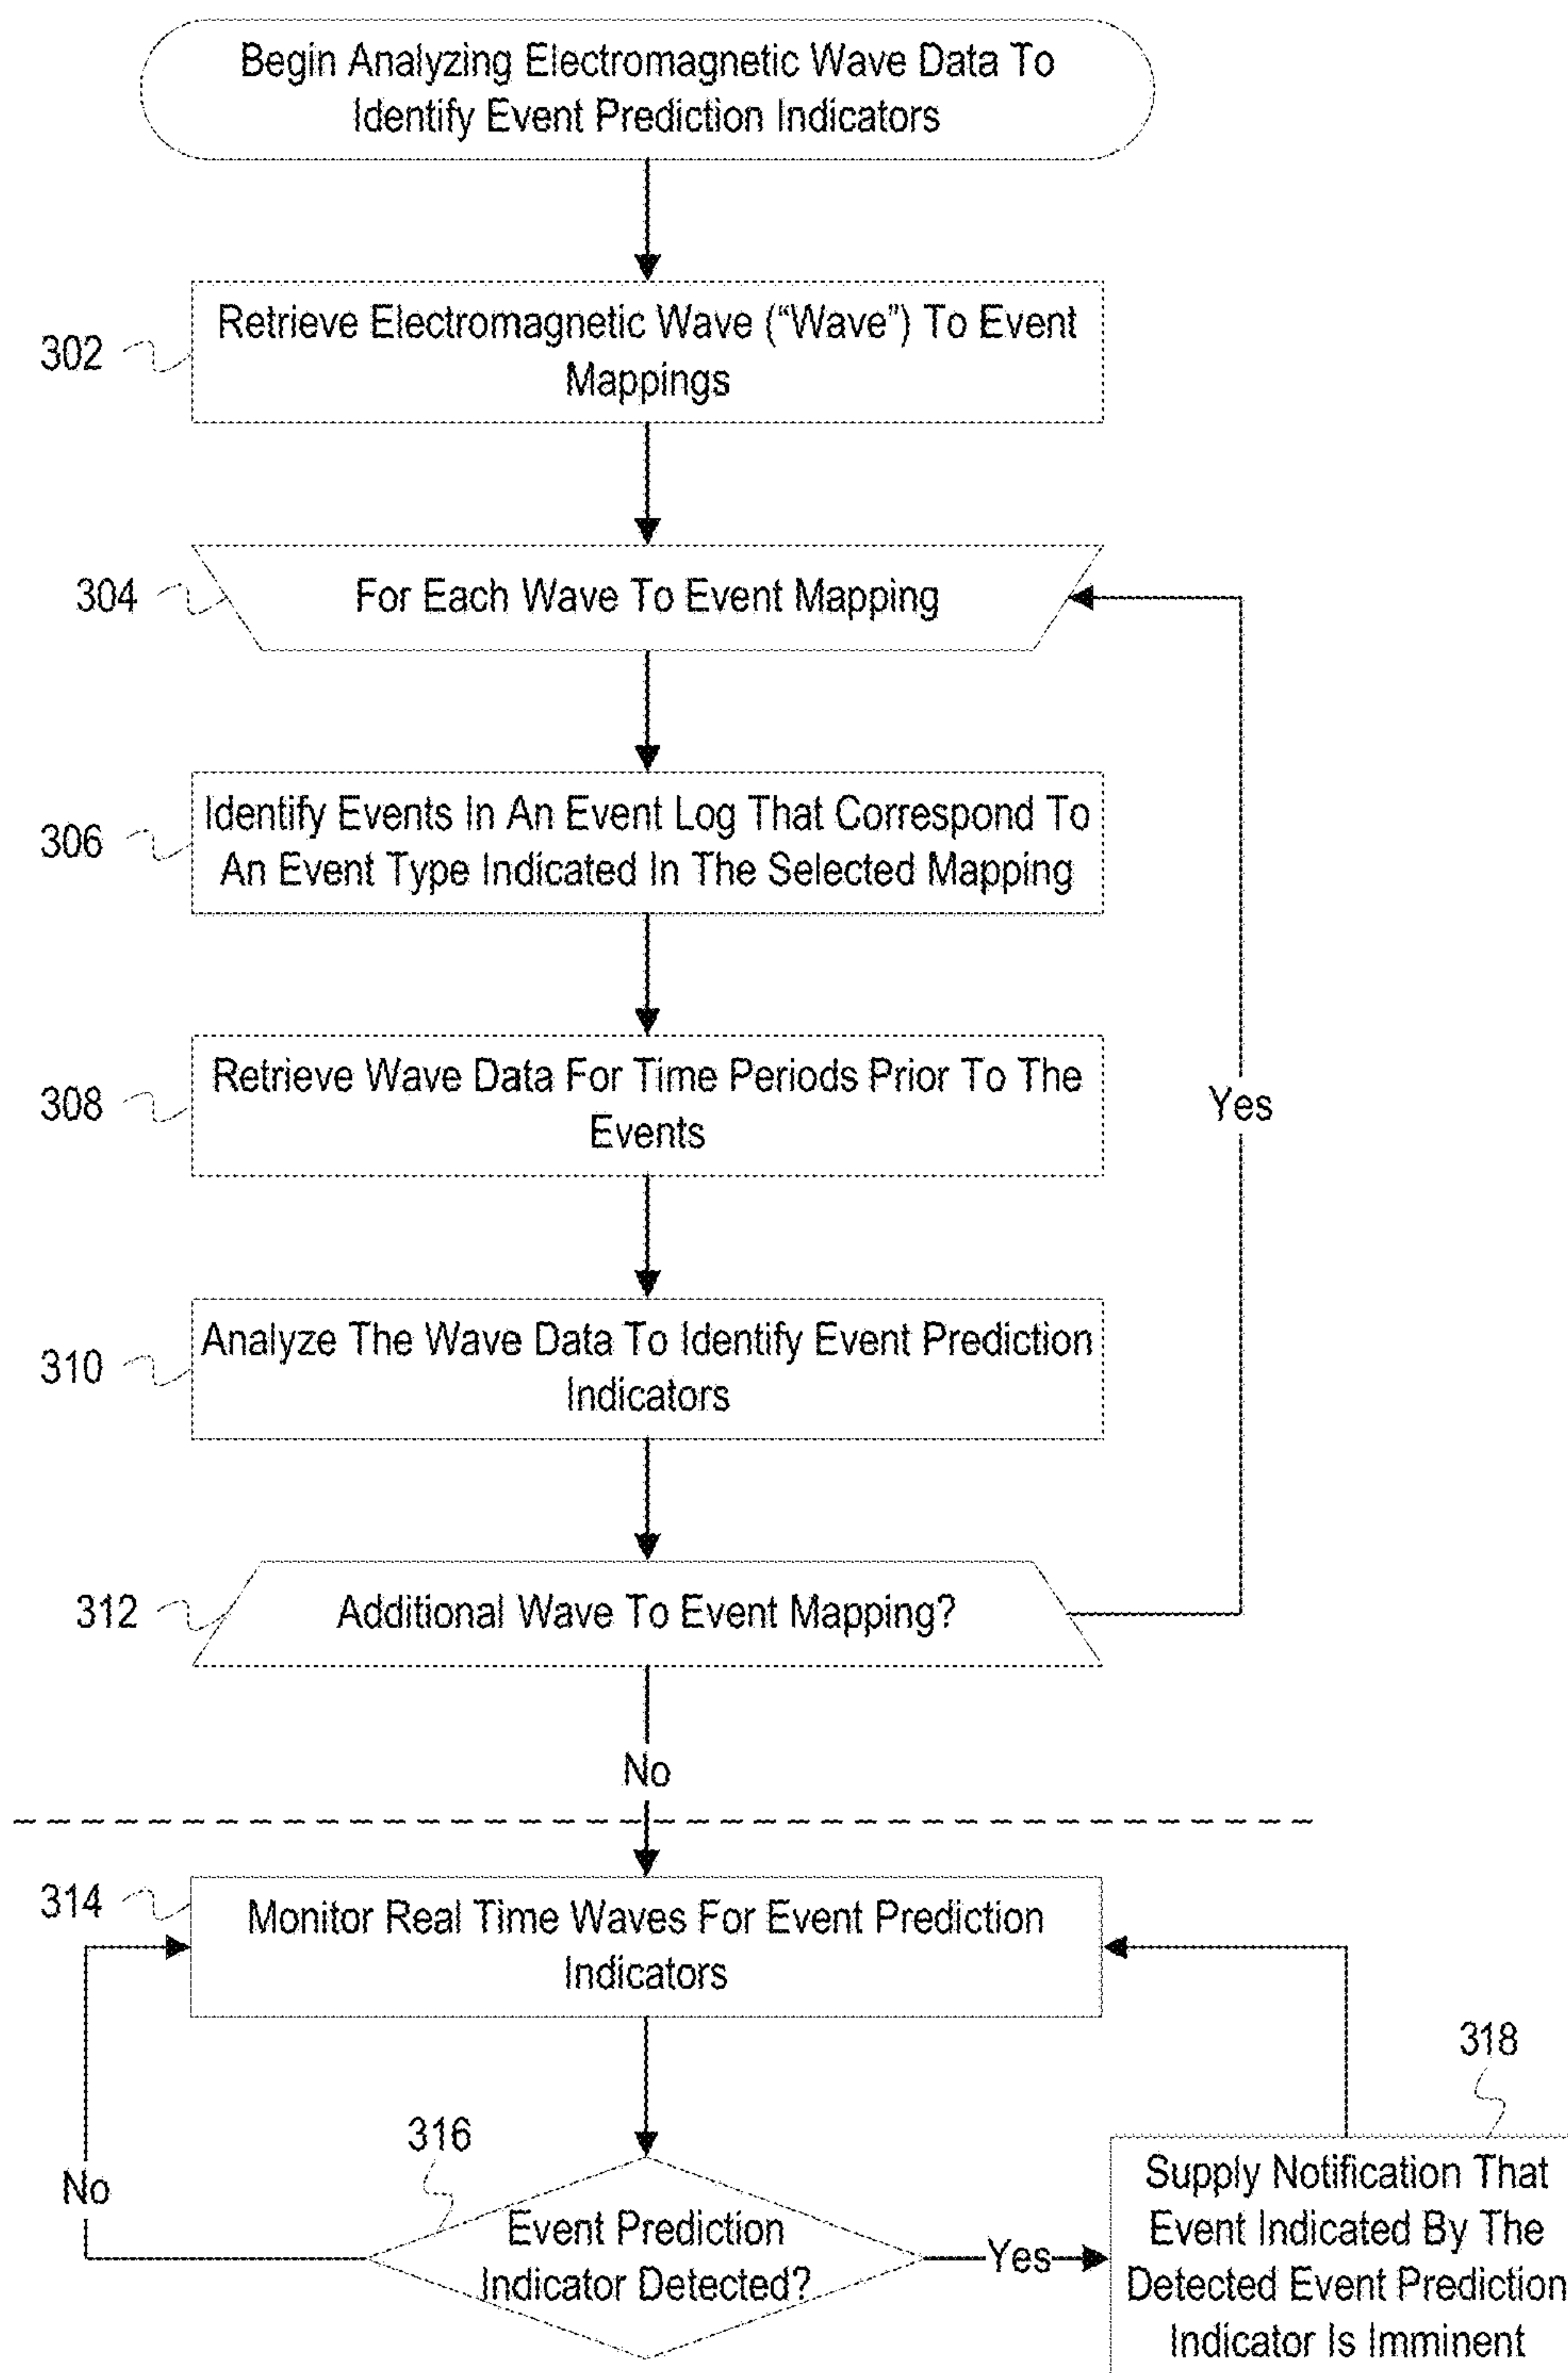 Begin Analyzing Electromagnetic Wave Data To
Identify Event Prediction Indicators
302
Retrieve Electromagnetic Wave (“Wave”) To Event
Mappings
304
For Each Wave To Event Mapping
306
Identify Events In An Event Log That Correspond To
An Event Type Indicated In The Selected Mapping
308
Retrieve Wave Data For Time Periods Prior To The
Events
Yes
310
Analyze The Wave Data To Identify Event Prediction
Indicators
312
Additional Wave To Event Mapping?
No
314
Monitor Real Time Waves For Event Prediction
Indicators
316
Event Prediction
Indicator Detected?
No
Yes
318
Supply Notification That
Event Indicated By The
Detected Event Prediction
Indicator Is Imminent